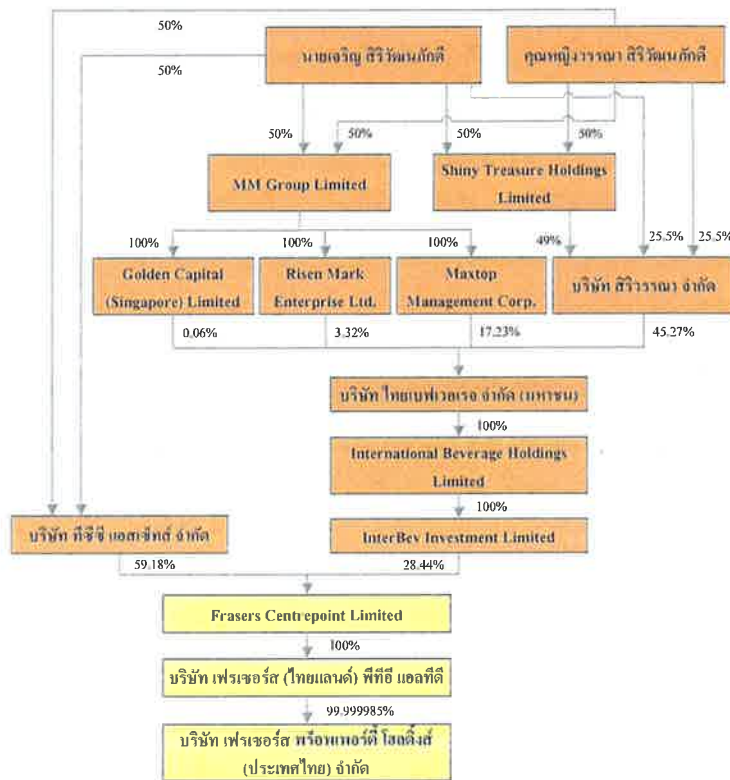 50%
50%
นายเจริญ สิริวัฒนภักดี
คุณหญิงวรรณา สิริวัฒนภักดี
50%
50%
50%
50%
MM Group Limited
Shiny Treasure Holdings
Limited
100%
100%
100%
49%
25.5%
25.5%
Golden Capital
(Singapore) Limited
Risen Mark
Enterprise Ltd.
Maxtop
Management Corp.
บริษัท สิริวรรณา จำกัด
0.06%
3.32%
17.23%
45.27%
บริษัท ไทยเบฟเวอเรจ จำกัด (มหาชน)
100%
International Beverage Holdings
Limited
100%
บริษัท ทีซีซี แอสเซ็ทส์ จำกัด
InterBev Investment Limited
59.18%
28.44%
Frasers Centrepoint Limited
100%
บริษัท เฟรเซอร์ส (ไทยแลนด์) พีทีอี แอลทีดี
99.999985%
บริษัท เฟรเซอร์ส พร็อพเพอร์ตี้ โฮลดิ้งส์
(ประเทศไทย) จำกัด